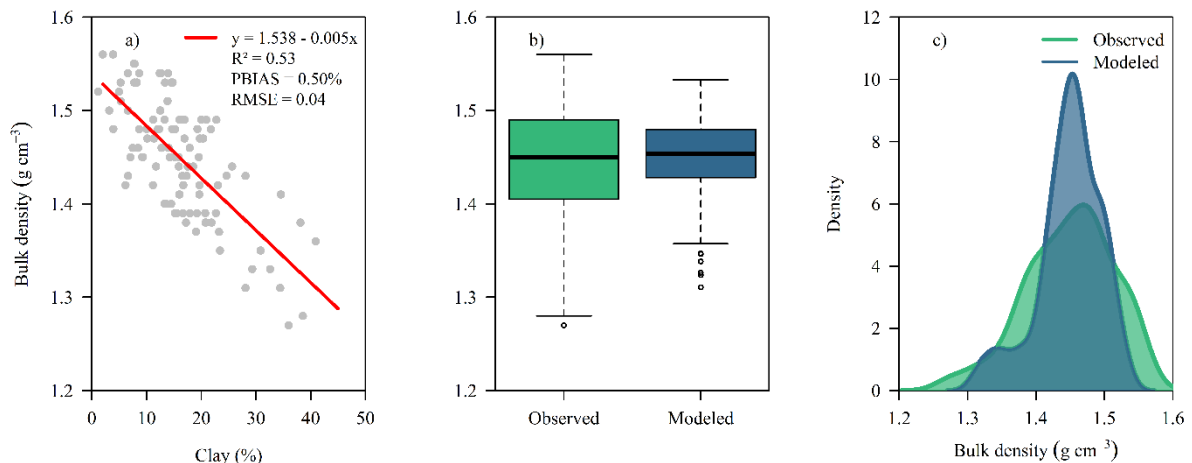 a)
y = 1.538 - 0.005x
R² = 0.53
PBIAS = 0.50%
RMSE = 0.04
Bulk density (g cm⁻³)
1.6
1.5
1.4
1.3
1.2
0 10 20 30 40 50
Clay (%)
b)
1.6
1.5
1.4
1.3
1.2
Observed Modeled
c)
Observed
Modeled
Density
12
10
8
6
4
2
0
1.2 1.3 1.4 1.5 1.6
Bulk density (g cm⁻³)